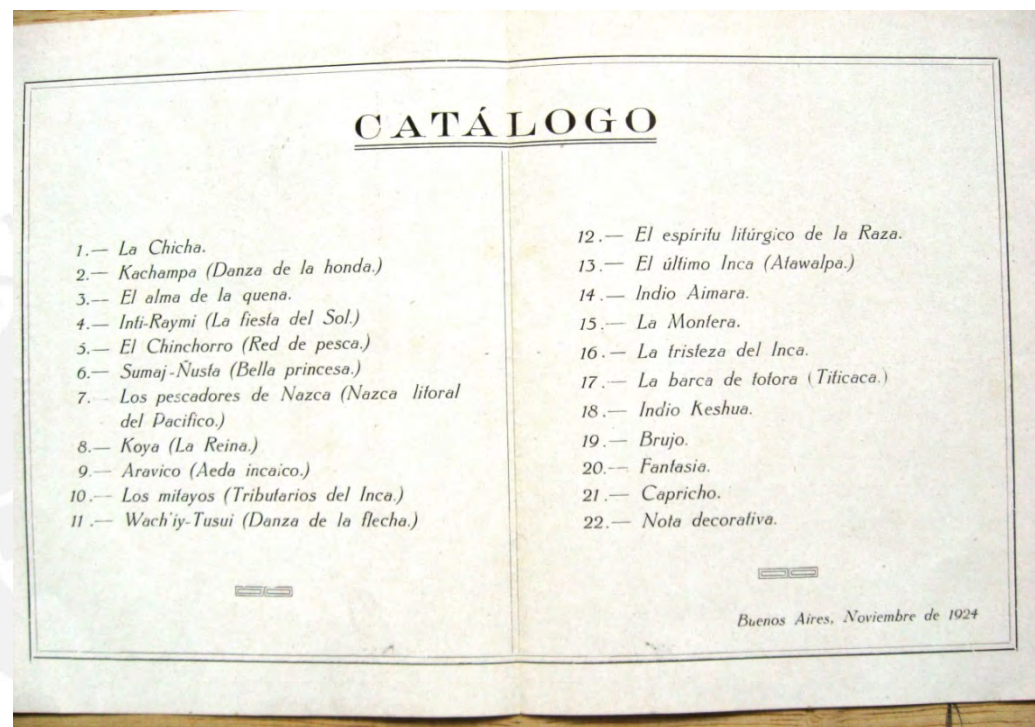 CATÁLOGO
1.— La Chicha.
2.— Kachampa (Danza de la honda.)
3.— El alma de la quena.
4.— Inti-Raymi (La fiesta del Sol.)
5.— El Chinchorro (Red de pesca.)
6.— Sumaj-Ñusta (Bella princesa.)
7. Los pescadores de Nazca (Nazca litoral
del Pacifico.)
8.— Koya (La Reina.)
9.— Aravico (Aeda incaico.)
10.— Los mitayos (Tributarios del Inca.)
11.— Wach'iy-Tusui (Danza de la flecha.)
12.— El espíritu litúrgico de la Raza.
13.— El último Inca (Atawalpa.)
14.— Indio Aimara.
15.— La Montera.
16.— La tristeza del Inca.
17.— La barca de totora (Titicaca.)
18.— Indio Keshua.
19.— Brujo.
20.— Fantasia.
21.— Capricho.
22.— Nota decorativa.
Buenos Aires, Noviembre de 1924